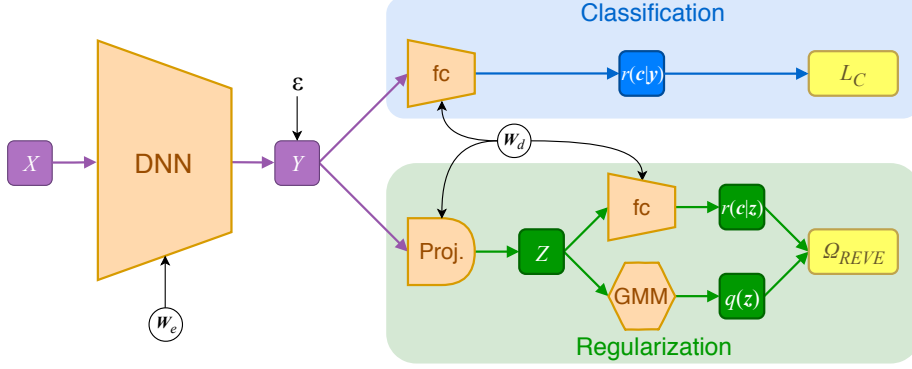 Classification
fc
r(c|y)
L_C
ε
W_d
X
DNN
Y
fc
r(c|z)
Proj.
Z
Ω_REVE
GMM
q(z)
W_e
Regularization